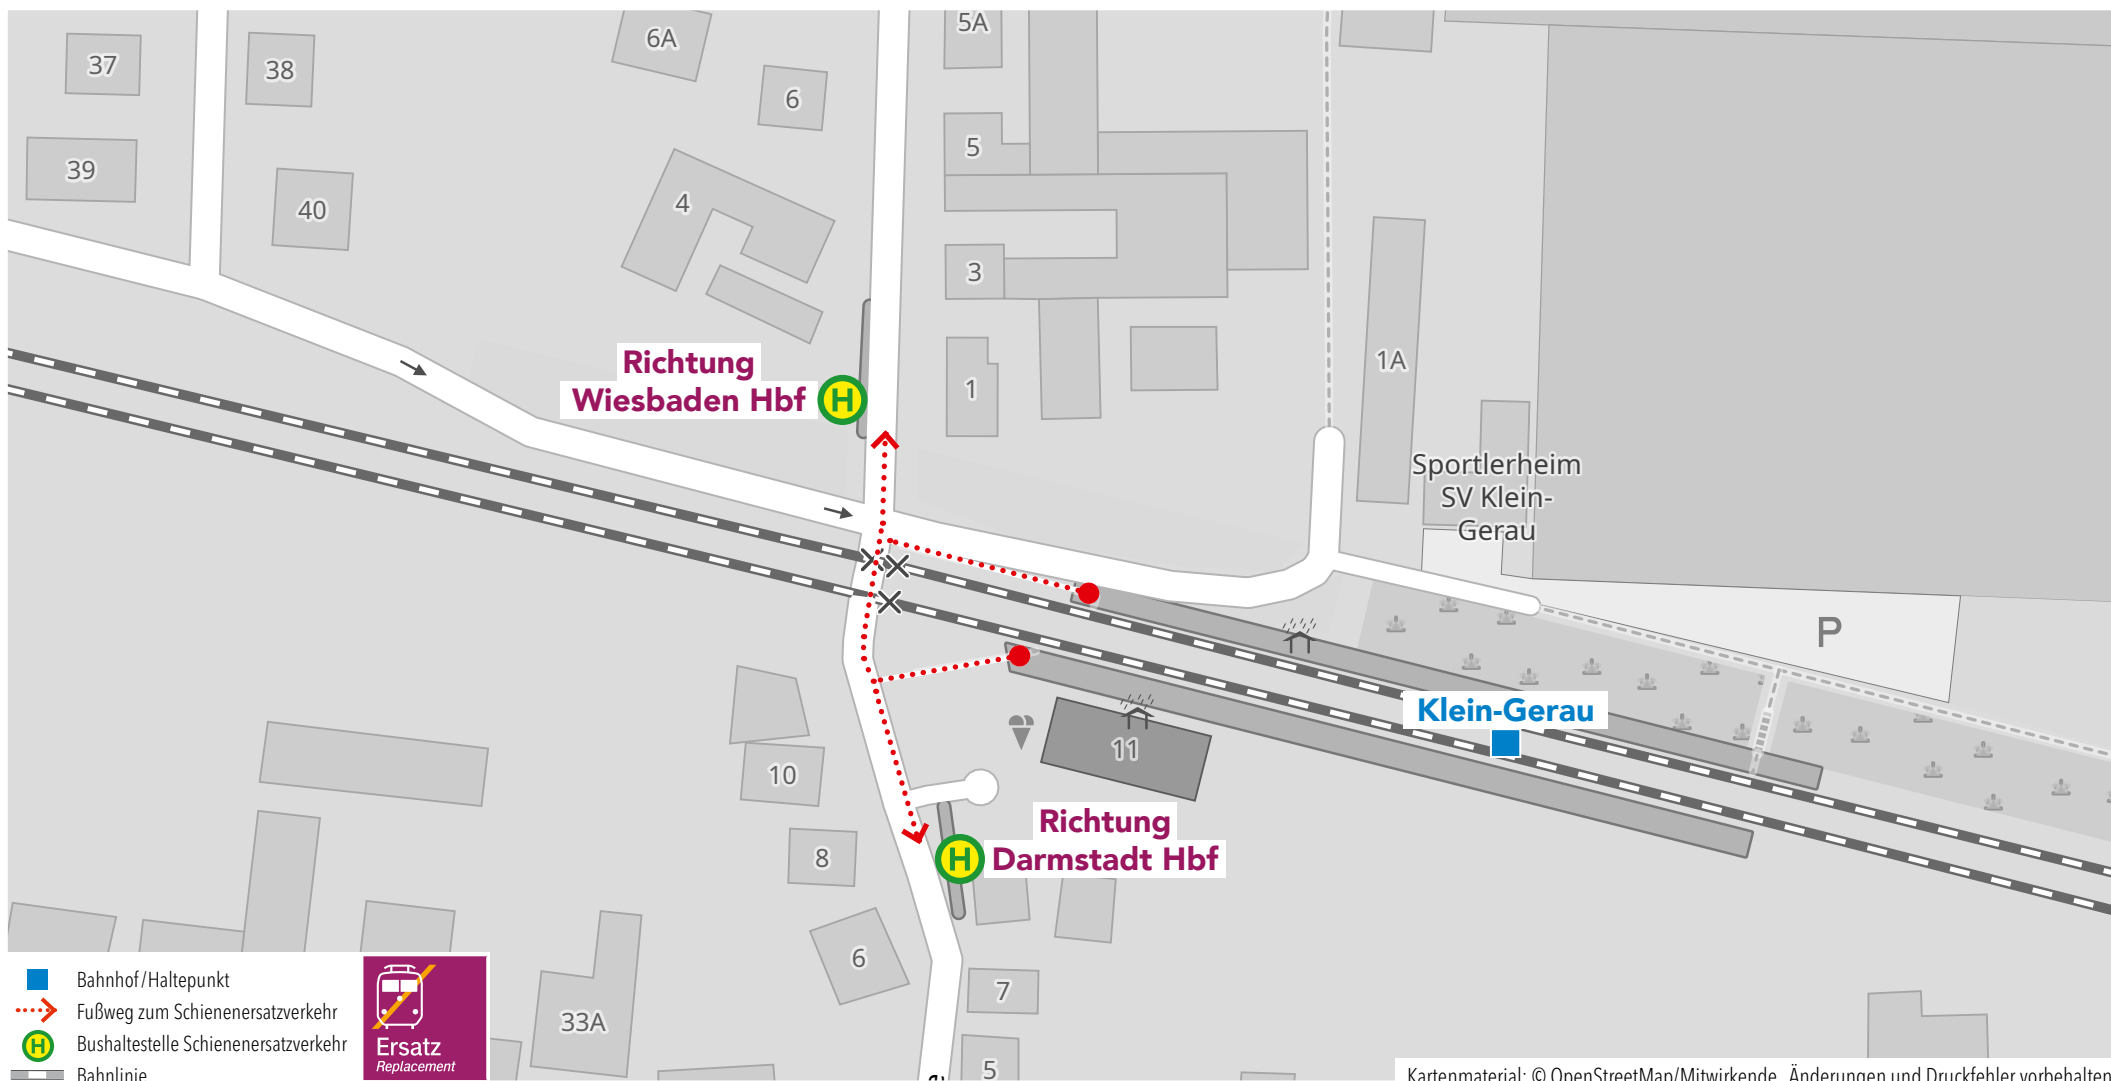 5A
6A
37
38
6
5
39
4
40
3
Richtung
Wiesbaden Hbf
H
1
1A
Sportlerheim
SV Klein-
Gerau
P
Klein-Gerau
11
10
Richtung
Darmstadt Hbf
H
8
6
7
33A
5
Bahnhof/Haltepunkt
Fußweg zum Schienenersatzverkehr
H Bushaltestelle Schienenersatzverkehr
Bahnlinie
Ersatz
Replacement
Kartenmaterial: © OpenStreetMap/Mitwirkende, Änderungen und Druckfehler vorbehalten